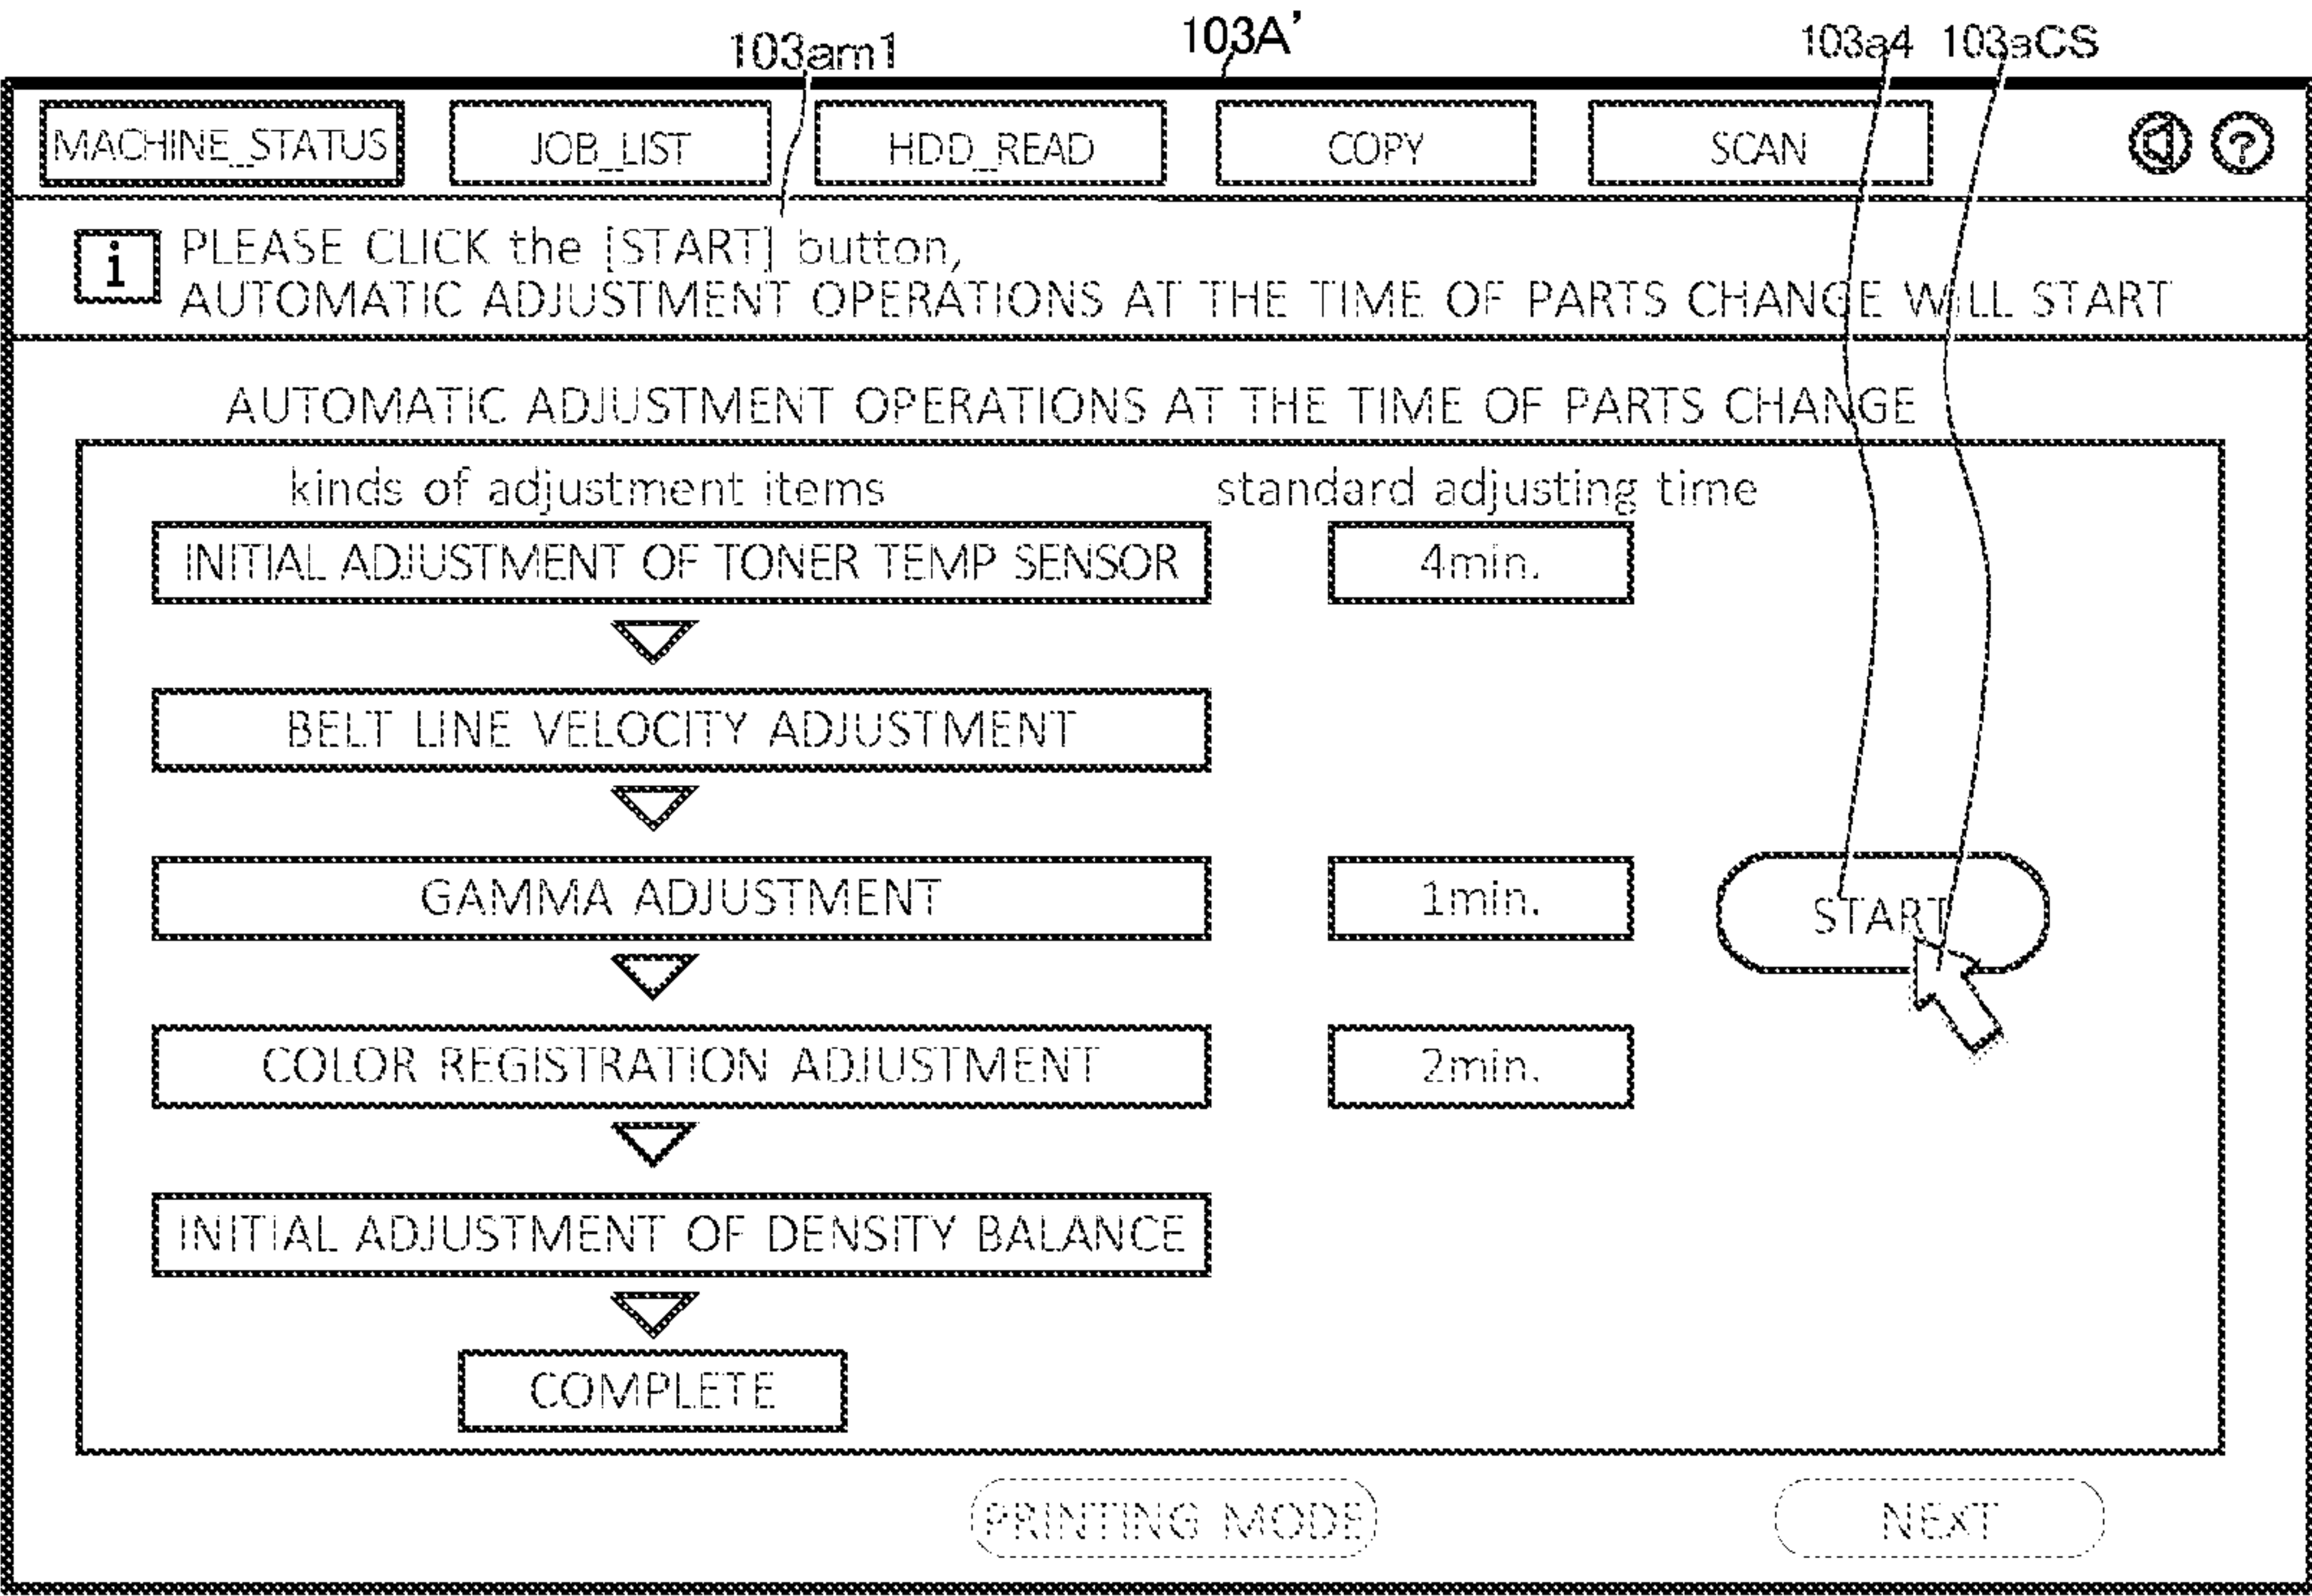 103am1 103A' 103a4 103aCS
MACHINE_STATUS JOB_LIST HDD_READ COPY SCAN ?
i PLEASE CLICK the [START] button,
AUTOMATIC ADJUSTMENT OPERATIONS AT THE TIME OF PARTS CHANGE WILL START
AUTOMATIC ADJUSTMENT OPERATIONS AT THE TIME OF PARTS CHANGE
kinds of adjustment items standard adjusting time
INITIAL ADJUSTMENT OF TONER TEMP SENSOR 4min.
BELT LINE VELOCITY ADJUSTMENT
GAMMA ADJUSTMENT 1min. START
COLOR REGISTRATION ADJUSTMENT 2min.
INITIAL ADJUSTMENT OF DENSITY BALANCE
COMPLETE
PRINTING MODE NEXT